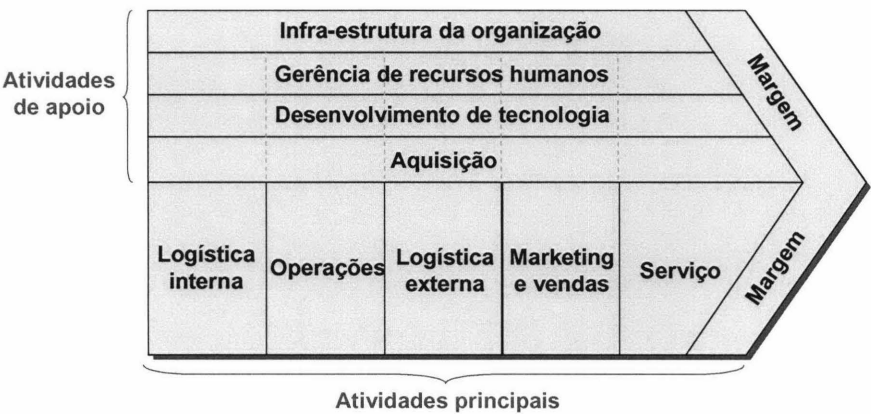 Infra-estrutura da organização
Gerência de recursos humanos
Desenvolvimento de tecnologia
Aquisição
Atividades
de apoio
Margem
Logística
interna
Operações
Logística
externa
Marketing
e vendas
Serviço
Margem
Atividades principais